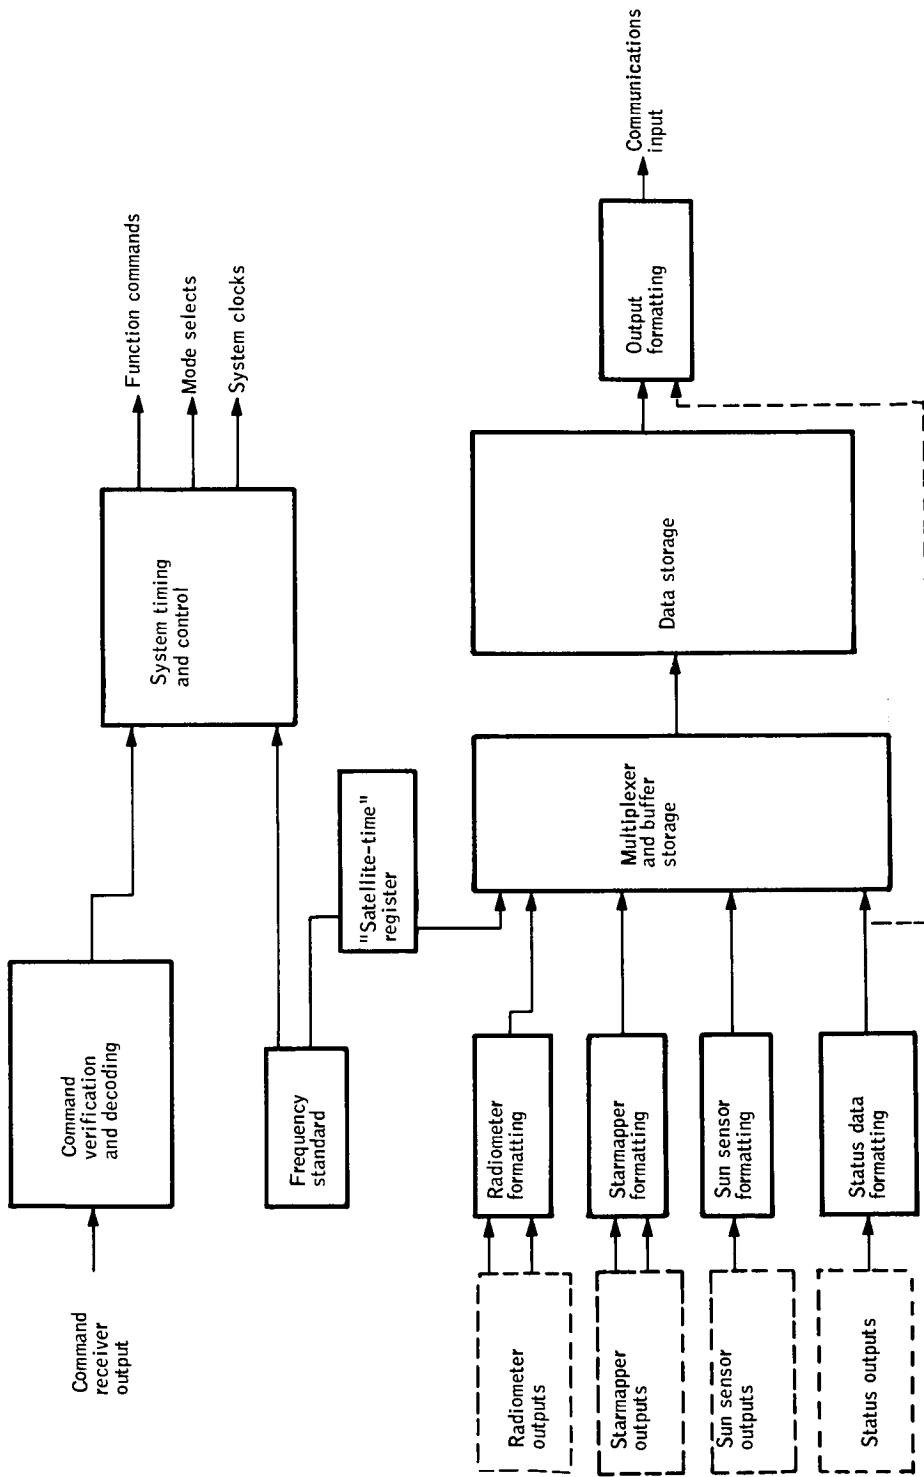 Command
receiver
output
Command
verification
and decoding
System timing
and control
Function commands
Mode selects
System clocks
Frequency
standard
"Satellite-time"
register
Radiometer
outputs
Radiometer
formatting
Starmapper
outputs
Starmapper
formatting
Sun sensor
outputs
Sun sensor
formatting
Status outputs
Status data
formatting
Multiplexer
and buffer
storage
Data storage
Output
formatting
Communications
input